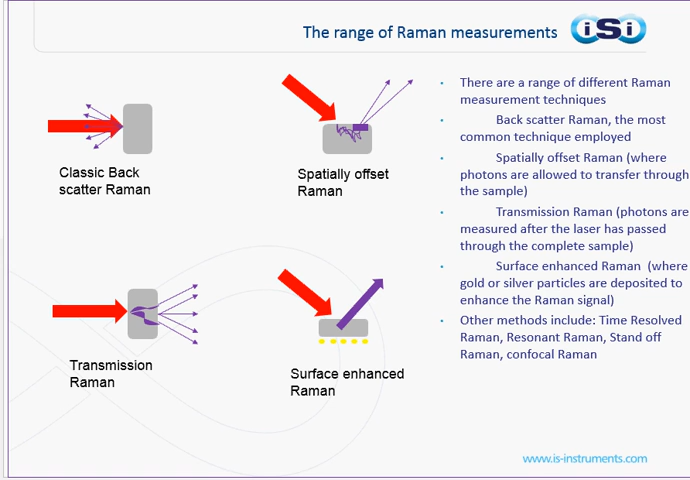 The range of Raman measurements
iSi
Classic Back
scatter Raman
Spatially offset
Raman
Transmission
Raman
Surface enhanced
Raman
• There are a range of different Raman
measurement techniques
• Back scatter Raman, the most
common technique employed
• Spatially offset Raman (where
photons are allowed to transfer through
the sample)
• Transmission Raman (photons are
measured after the laser has passed
through the complete sample)
• Surface enhanced Raman (where
gold or silver particles are deposited to
enhance the Raman signal)
• Other methods include: Time Resolved
Raman, Resonant Raman, Stand off
Raman, confocal Raman
www.is-instruments.com